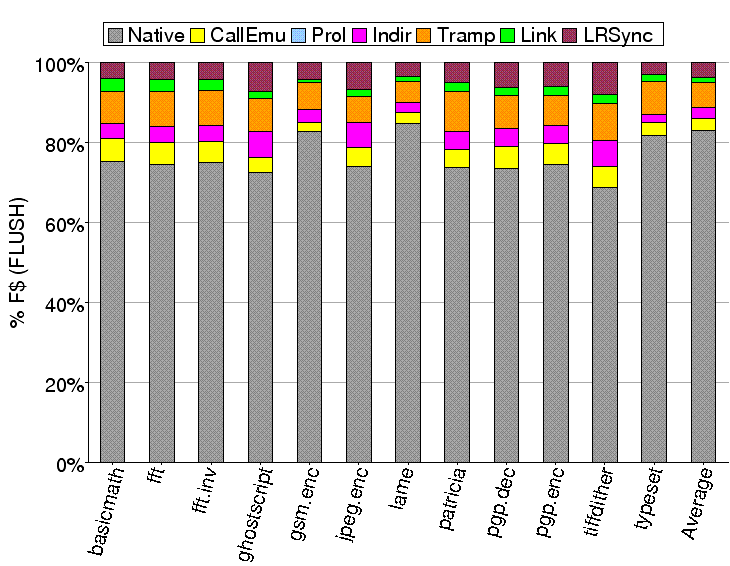 Native CallEmu Prol Indir Tramp Link LRSync
100%
80%
60%
40%
20%
0%
% F$ (FLUSH)
basicmath
fft
fft.inv
ghostscript
gsm.enc
jpeg.enc
lame
patricia
pgp.dec
pgp.enc
tiffdither
typeset
Average